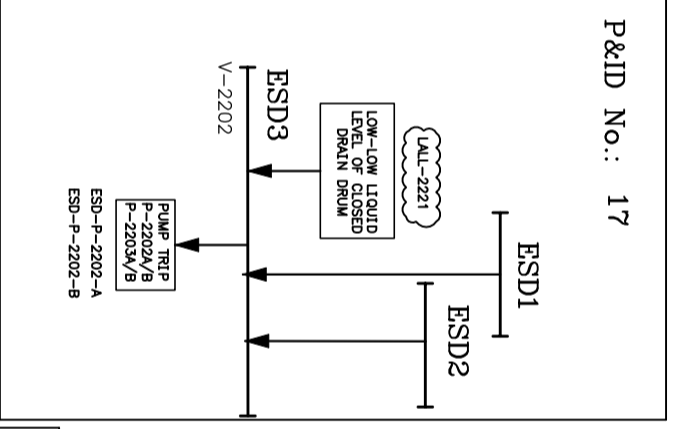 P&ID No.: 17
ESD1
ESD2
LALL-2221
LOW-LOW LIQUID
LEVEL OF CLOSED
DRAIN DRUM
ESD3
V-2202
PUMP TRIP
P-2202A/B
P-2203A/B
ESD-P-2202-A
ESD-P-2202-B